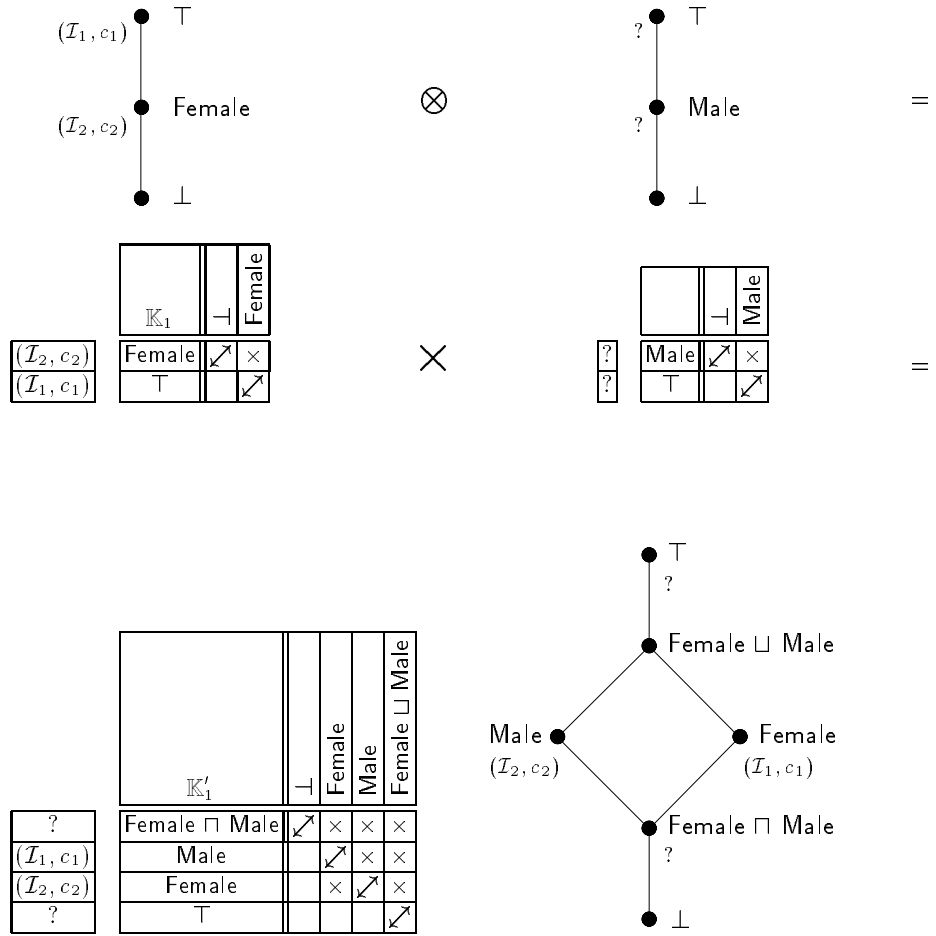 ⊤ ⊤
(𝓘₁, c₁) ?
Female ⊗ Male =
(𝓘₂, c₂) ?
⊥ ⊥
𝕂₁ ⊥ Female ⊥ Male
(𝓘₂, c₂) Female ⤢ × × ? Male ⤢ × =
(𝓘₁, c₁) ⊤ ⤢ ? ⊤ ⤢
⊤
?
Female ⊔ Male
Male Female
(𝓘₂, c₂) (𝓘₁, c₁)
𝕂′₁ ⊥ Female Male Female ⊔ Male
Female ⊓ Male
? Female ⊓ Male ⤢ × × ×
?
(𝓘₁, c₁) Male ⤢ × ×
(𝓘₂, c₂) Female × ⤢ ×
? ⊤ ⤢
⊥